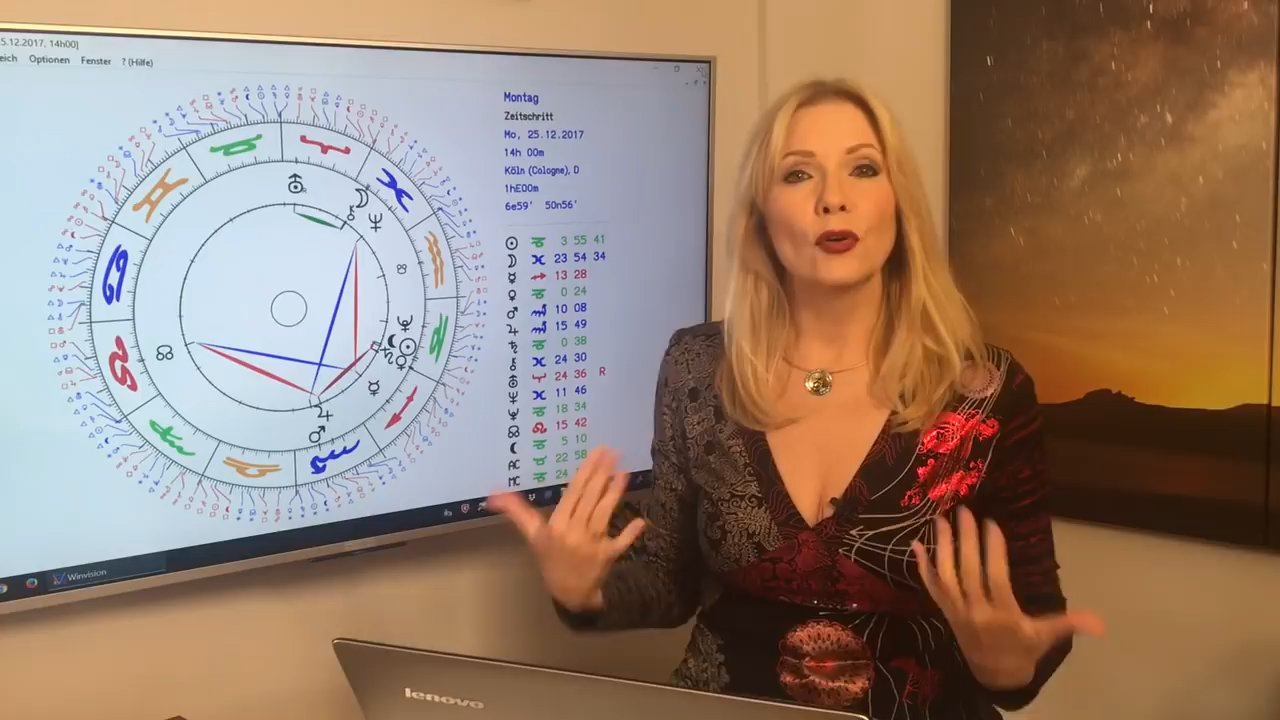 5.12.2017, 14h00)
eich Optionen Fenster ? (Hilfe)
Montag
Zeitschritt
Mo, 25.12.2017
14h 00m
Köln (Cologne), D
1hE00m
6e59' 50n56'
3 55 41
23 54 34
13 28
0 24
10 08
15 49
0 38
24 30
24 36 R
11 46
18 34
15 42
5 10
AC 22 58
MC 24
Winvision
lenovo